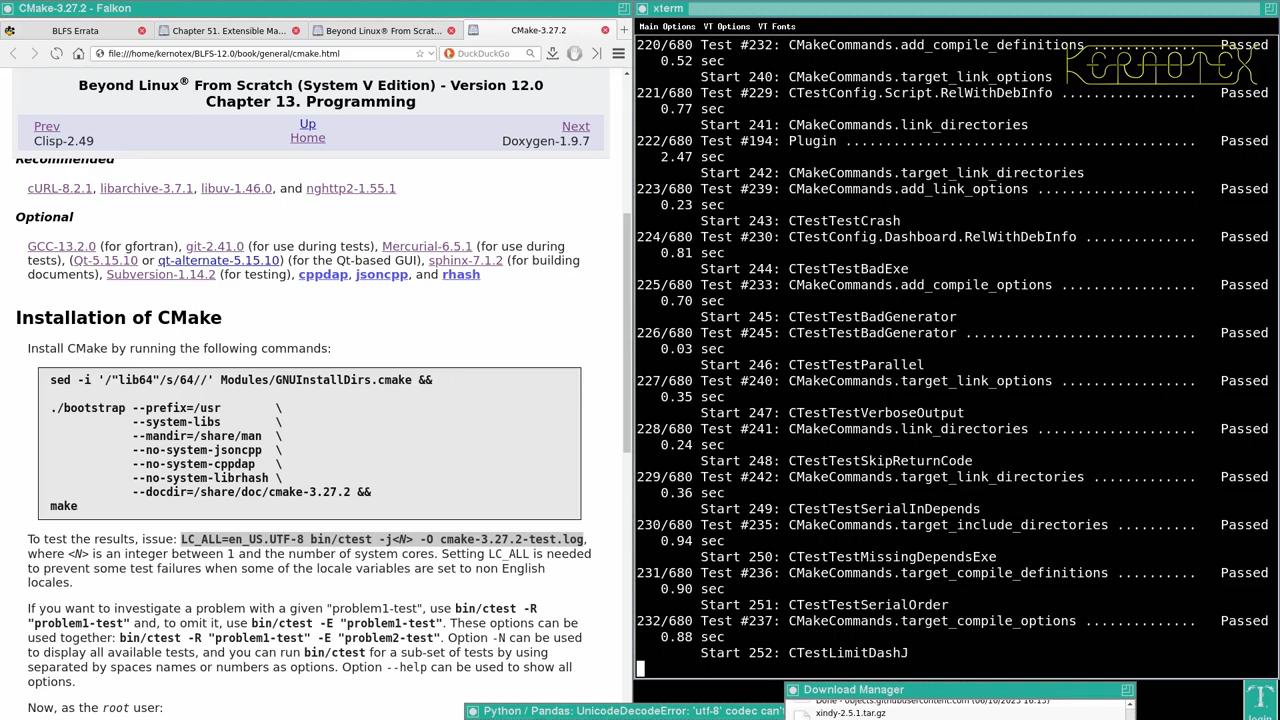 CMake-3.27.2 - Falkon
BLFS Errata
Chapter 51. Extensible Ma...
Beyond Linux® From Scrat...
CMake-3.27.2
file:///home/kernotex/BLFS-12.0/book/general/cmake.html
DuckDuckGo
Beyond Linux® From Scratch (System V Edition) - Version 12.0
Chapter 13. Programming
Prev
Up
Next
Clisp-2.49
Home
Doxygen-1.9.7
Recommended
cURL-8.2.1, libarchive-3.7.1, libuv-1.46.0, and nghttp2-1.55.1
Optional
GCC-13.2.0 (for gfortran), git-2.41.0 (for use during tests), Mercurial-6.5.1 (for use during
tests), (Qt-5.15.10 or qt-alternate-5.15.10) (for the Qt-based GUI), sphinx-7.1.2 (for building
documents), Subversion-1.14.2 (for testing), cppdap, jsoncpp, and rhash
Installation of CMake
Install CMake by running the following commands:
sed -i '/"lib64"/s/64//' Modules/GNUInstallDirs.cmake &&
./bootstrap --prefix=/usr \
--system-libs \
--mandir=/share/man \
--no-system-jsoncpp \
--no-system-cppdap \
--no-system-librhash \
--docdir=/share/doc/cmake-3.27.2 &&
make
To test the results, issue: LC_ALL=en_US.UTF-8 bin/ctest -j<N> -O cmake-3.27.2-test.log,
where <N> is an integer between 1 and the number of system cores. Setting LC_ALL is needed
to prevent some test failures when some of the locale variables are set to non English
locales.
If you want to investigate a problem with a given "problem1-test", use bin/ctest -R
"problem1-test" and, to omit it, use bin/ctest -E "problem1-test". These options can be
used together: bin/ctest -R "problem1-test" -E "problem2-test". Option -N can be used
to display all available tests, and you can run bin/ctest for a sub-set of tests by using
separated by spaces names or numbers as options. Option --help can be used to show all
options.
Now, as the root user:
xterm
Main Options VT Options VT Fonts
KERNOTEX
220/680 Test #232: CMakeCommands.add_compile_definitions ............ Passed
0.52 sec
Start 240: CMakeCommands.target_link_options
221/680 Test #229: CTestConfig.Script.RelWithDebInfo ................ Passed
0.77 sec
Start 241: CMakeCommands.link_directories
222/680 Test #194: Plugin ........................................... Passed
2.47 sec
Start 242: CMakeCommands.target_link_directories
223/680 Test #239: CMakeCommands.add_link_options ................... Passed
0.23 sec
Start 243: CTestTestCrash
224/680 Test #230: CTestConfig.Dashboard.RelWithDebInfo ............. Passed
0.81 sec
Start 244: CTestTestBadExe
225/680 Test #233: CMakeCommands.add_compile_options ................ Passed
0.70 sec
Start 245: CTestTestBadGenerator
226/680 Test #245: CTestTestBadGenerator ............................ Passed
0.03 sec
Start 246: CTestTestParallel
227/680 Test #240: CMakeCommands.target_link_options ................ Passed
0.35 sec
Start 247: CTestTestVerboseOutput
228/680 Test #241: CMakeCommands.link_directories ................... Passed
0.24 sec
Start 248: CTestTestSkipReturnCode
229/680 Test #242: CMakeCommands.target_link_directories ............ Passed
0.36 sec
Start 249: CTestTestSerialInDepends
230/680 Test #235: CMakeCommands.target_include_directories ......... Passed
0.94 sec
Start 250: CTestTestMissingDependsExe
231/680 Test #236: CMakeCommands.target_compile_definitions ......... Passed
0.90 sec
Start 251: CTestTestSerialOrder
232/680 Test #237: CMakeCommands.target_compile_options ............. Passed
0.88 sec
Start 252: CTestLimitDashJ
Download Manager
Done - objects.githubusercontent.com (06/10/2023 16:13)
xindy-2.5.1.tar.gz
Python / Pandas: UnicodeDecodeError: 'utf-8' codec can't
login